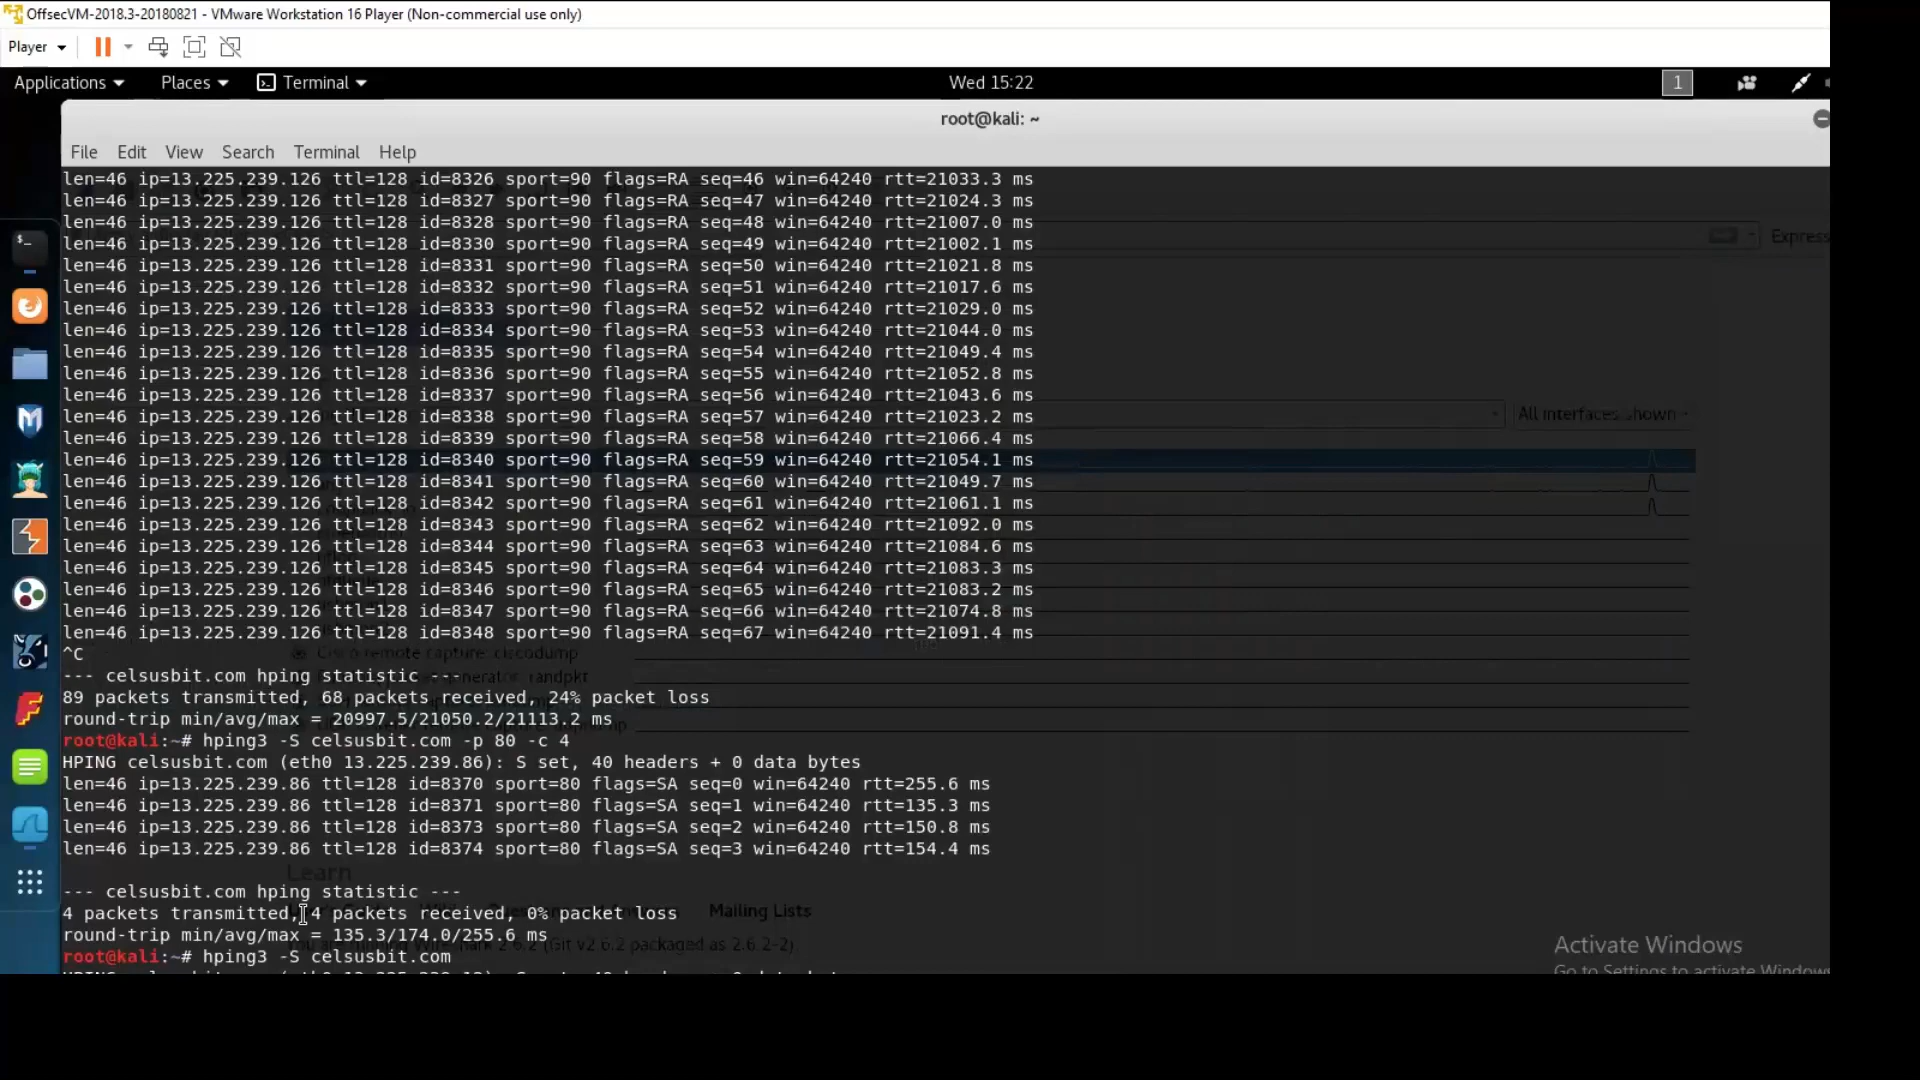 OffsecVM-2018.3-20180821 - VMware Workstation 16 Player (Non-commercial use only)
Player
Applications Places Terminal Wed 15:22 1
root@kali: ~
File Edit View Search Terminal Help
len=46 ip=13.225.239.126 ttl=128 id=8326 sport=90 flags=RA seq=46 win=64240 rtt=21033.3 ms
len=46 ip=13.225.239.126 ttl=128 id=8327 sport=90 flags=RA seq=47 win=64240 rtt=21024.3 ms
len=46 ip=13.225.239.126 ttl=128 id=8328 sport=90 flags=RA seq=48 win=64240 rtt=21007.0 ms
len=46 ip=13.225.239.126 ttl=128 id=8330 sport=90 flags=RA seq=49 win=64240 rtt=21002.1 ms
Express
len=46 ip=13.225.239.126 ttl=128 id=8331 sport=90 flags=RA seq=50 win=64240 rtt=21021.8 ms
len=46 ip=13.225.239.126 ttl=128 id=8332 sport=90 flags=RA seq=51 win=64240 rtt=21017.6 ms
len=46 ip=13.225.239.126 ttl=128 id=8333 sport=90 flags=RA seq=52 win=64240 rtt=21029.0 ms
len=46 ip=13.225.239.126 ttl=128 id=8334 sport=90 flags=RA seq=53 win=64240 rtt=21044.0 ms
len=46 ip=13.225.239.126 ttl=128 id=8335 sport=90 flags=RA seq=54 win=64240 rtt=21049.4 ms
len=46 ip=13.225.239.126 ttl=128 id=8336 sport=90 flags=RA seq=55 win=64240 rtt=21052.8 ms
len=46 ip=13.225.239.126 ttl=128 id=8337 sport=90 flags=RA seq=56 win=64240 rtt=21043.6 ms
len=46 ip=13.225.239.126 ttl=128 id=8338 sport=90 flags=RA seq=57 win=64240 rtt=21023.2 ms
All interfaces shown
len=46 ip=13.225.239.126 ttl=128 id=8339 sport=90 flags=RA seq=58 win=64240 rtt=21066.4 ms
len=46 ip=13.225.239.126 ttl=128 id=8340 sport=90 flags=RA seq=59 win=64240 rtt=21054.1 ms
len=46 ip=13.225.239.126 ttl=128 id=8341 sport=90 flags=RA seq=60 win=64240 rtt=21049.7 ms
len=46 ip=13.225.239.126 ttl=128 id=8342 sport=90 flags=RA seq=61 win=64240 rtt=21061.1 ms
len=46 ip=13.225.239.126 ttl=128 id=8343 sport=90 flags=RA seq=62 win=64240 rtt=21092.0 ms
len=46 ip=13.225.239.126 ttl=128 id=8344 sport=90 flags=RA seq=63 win=64240 rtt=21084.6 ms
len=46 ip=13.225.239.126 ttl=128 id=8345 sport=90 flags=RA seq=64 win=64240 rtt=21083.3 ms
len=46 ip=13.225.239.126 ttl=128 id=8346 sport=90 flags=RA seq=65 win=64240 rtt=21083.2 ms
len=46 ip=13.225.239.126 ttl=128 id=8347 sport=90 flags=RA seq=66 win=64240 rtt=21074.8 ms
len=46 ip=13.225.239.126 ttl=128 id=8348 sport=90 flags=RA seq=67 win=64240 rtt=21091.4 ms
^C
Cisco remote capture: ciscodump
--- celsusbit.com hping statistic ---
generator: randpkt
89 packets transmitted, 68 packets received, 24% packet loss
round-trip min/avg/max = 20997.5/21050.2/21113.2 ms
root@kali:~# hping3 -S celsusbit.com -p 80 -c 4
HPING celsusbit.com (eth0 13.225.239.86): S set, 40 headers + 0 data bytes
len=46 ip=13.225.239.86 ttl=128 id=8370 sport=80 flags=SA seq=0 win=64240 rtt=255.6 ms
len=46 ip=13.225.239.86 ttl=128 id=8371 sport=80 flags=SA seq=1 win=64240 rtt=135.3 ms
len=46 ip=13.225.239.86 ttl=128 id=8373 sport=80 flags=SA seq=2 win=64240 rtt=150.8 ms
len=46 ip=13.225.239.86 ttl=128 id=8374 sport=80 flags=SA seq=3 win=64240 rtt=154.4 ms
Learn
--- celsusbit.com hping statistic ---
4 packets transmitted, 4 packets received, 0% packet loss
Mailing Lists
round-trip min/avg/max = 135.3/174.0/255.6 ms
(Git v2.6.2 packaged as 2.6.2-2)
root@kali:~# hping3 -S celsusbit.com
Activate Windows
Go to Settings to activate Windows